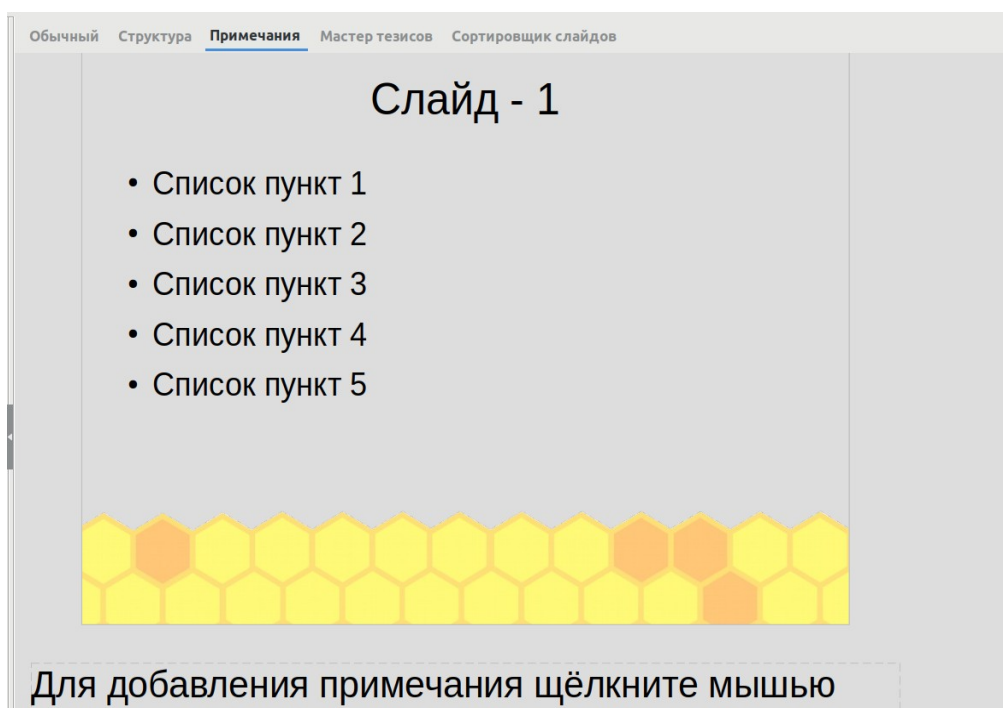 Обычный Структура Примечания Мастер тезисов Сортировщик слайдов
Слайд - 1
• Список пункт 1
• Список пункт 2
• Список пункт 3
• Список пункт 4
• Список пункт 5
Для добавления примечания щёлкните мышью